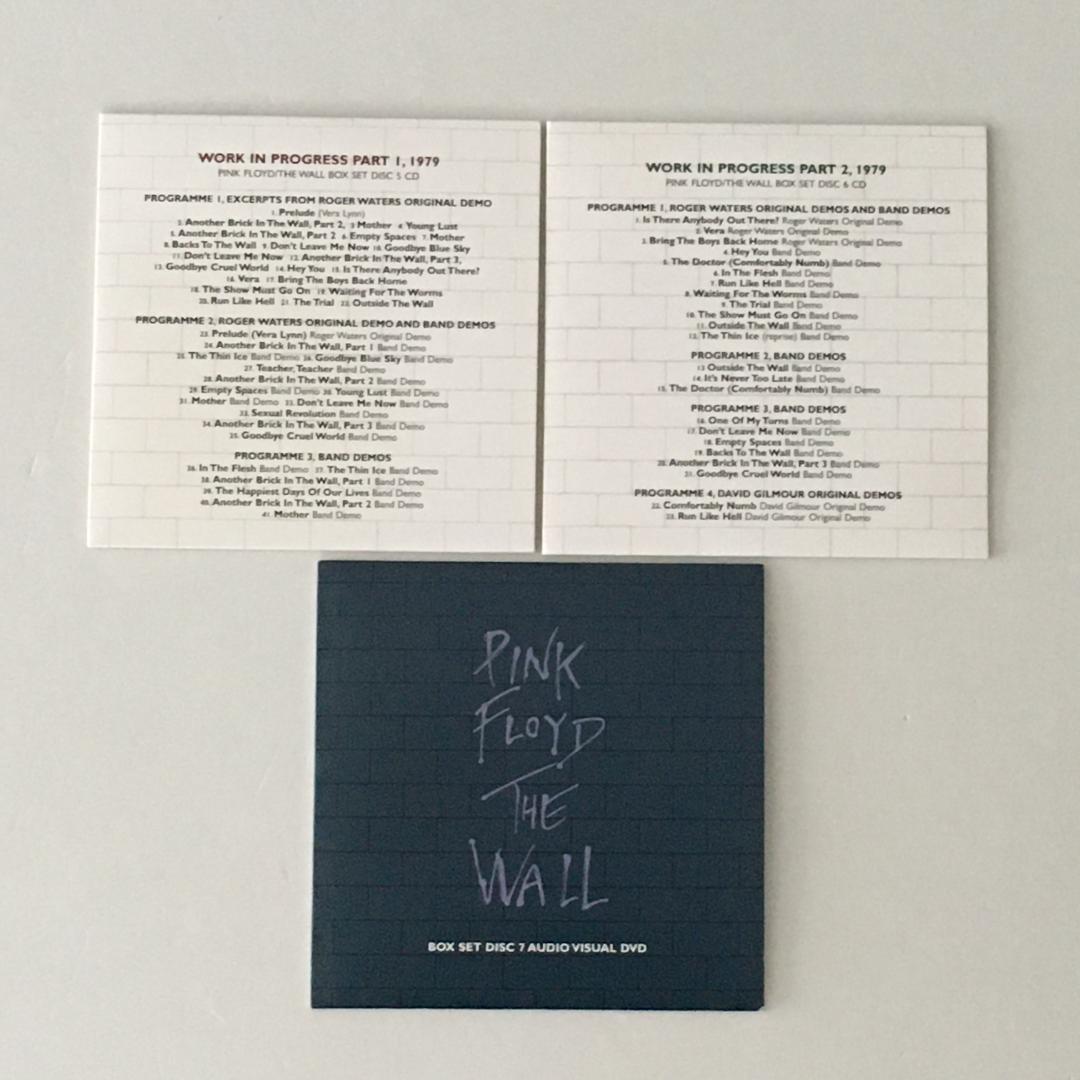 WORK IN PROGRESS PART 1, 1979
PINK FLOYD/THE WALL BOX SET DISC 5 CD
PROGRAMME 1, EXCERPTS FROM ROGER WATERS ORIGINAL DEMO
1. Prelude (Vera Lynn)
2. Another Brick In The Wall, Part 2, 3 Mother 4 Young Lust
5. Another Brick In The Wall, Part 2 6. Empty Spaces 7. Mother
8. Backs To The Wall 9. Don't Leave Me Now 10. Goodbye Blue Sky
11. Don't Leave Me Now 12. Another Brick In The Wall, Part 3,
13. Goodbye Cruel World 14. Hey You 15. Is There Anybody Out There?
16. Vera 17. Bring The Boys Back Home
18. The Show Must Go On 19. Waiting For The Worms
20. Run Like Hell 21. The Trial 22. Outside The Wall
PROGRAMME 2, ROGER WATERS ORIGINAL DEMO AND BAND DEMOS
23. Prelude (Vera Lynn) Roger Waters Original Demo
24. Another Brick In The Wall, Part 1 Band Demo
25. The Thin Ice Band Demo 26. Goodbye Blue Sky Band Demo
27. Teacher, Teacher Band Demo
28. Another Brick In The Wall, Part 2 Band Demo
29. Empty Spaces Band Demo 30. Young Lust Band Demo
31. Mother Band Demo 32. Don't Leave Me Now Band Demo
33. Sexual Revolution Band Demo
34. Another Brick In The Wall, Part 3 Band Demo
35. Goodbye Cruel World Band Demo
PROGRAMME 3, BAND DEMOS
36. In The Flesh Band Demo 37. The Thin Ice Band Demo
38. Another Brick In The Wall, Part 1 Band Demo
39. The Happiest Days Of Our Lives Band Demo
40. Another Brick In The Wall, Part 2 Band Demo
41. Mother Band Demo
WORK IN PROGRESS PART 2, 1979
PINK FLOYD/THE WALL BOX SET DISC 6 CD
PROGRAMME 1, ROGER WATERS ORIGINAL DEMOS AND BAND DEMOS
1. Is There Anybody Out There? Roger Waters Original Demo
2. Vera Roger Waters Original Demo
3. Bring The Boys Back Home Roger Waters Original Demo
4. Hey You Band Demo
5. The Doctor (Comfortably Numb) Band Demo
6. In The Flesh Band Demo
7. Run Like Hell Band Demo
8. Waiting For The Worms Band Demo
9. The Trial Band Demo
10. The Show Must Go On Band Demo
11. Outside The Wall Band Demo
12. The Thin Ice (reprise) Band Demo
PROGRAMME 2, BAND DEMOS
13 Outside The Wall Band Demo
14. It's Never Too Late Band Demo
15. The Doctor (Comfortably Numb) Band Demo
PROGRAMME 3, BAND DEMOS
16. One Of My Turns Band Demo
17. Don't Leave Me Now Band Demo
18. Empty Spaces Band Demo
19. Backs To The Wall Band Demo
20. Another Brick In The Wall, Part 3 Band Demo
21. Goodbye Cruel World Band Demo
PROGRAMME 4, DAVID GILMOUR ORIGINAL DEMOS
22. Comfortably Numb David Gilmour Original Demo
23. Run Like Hell David Gilmour Original Demo
PINK
FLOYD
THE
WALL
BOX SET DISC 7 AUDIO VISUAL DVD